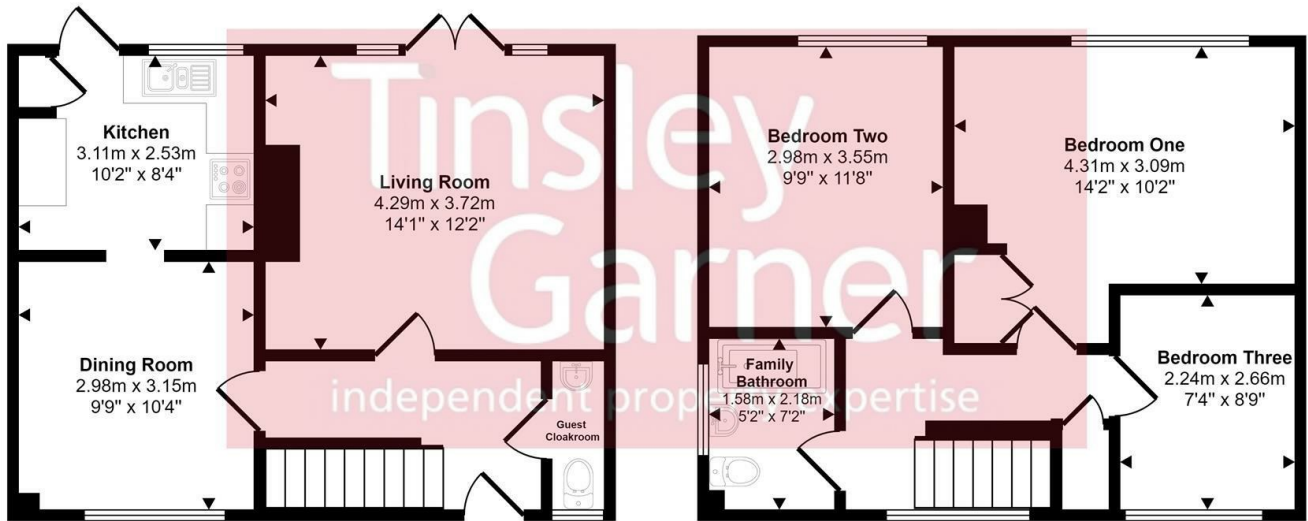 Tinsley
Garner
independent property expertise
Kitchen
3.11m x 2.53m
10'2" x 8'4"
Living Room
4.29m x 3.72m
14'1" x 12'2"
Dining Room
2.98m x 3.15m
9'9" x 10'4"
Guest
Cloakroom
Bedroom Two
2.98m x 3.55m
9'9" x 11'8"
Bedroom One
4.31m x 3.09m
14'2" x 10'2"
Family
Bathroom
1.58m x 2.18m
5'2" x 7'2"
Bedroom Three
2.24m x 2.66m
7'4" x 8'9"